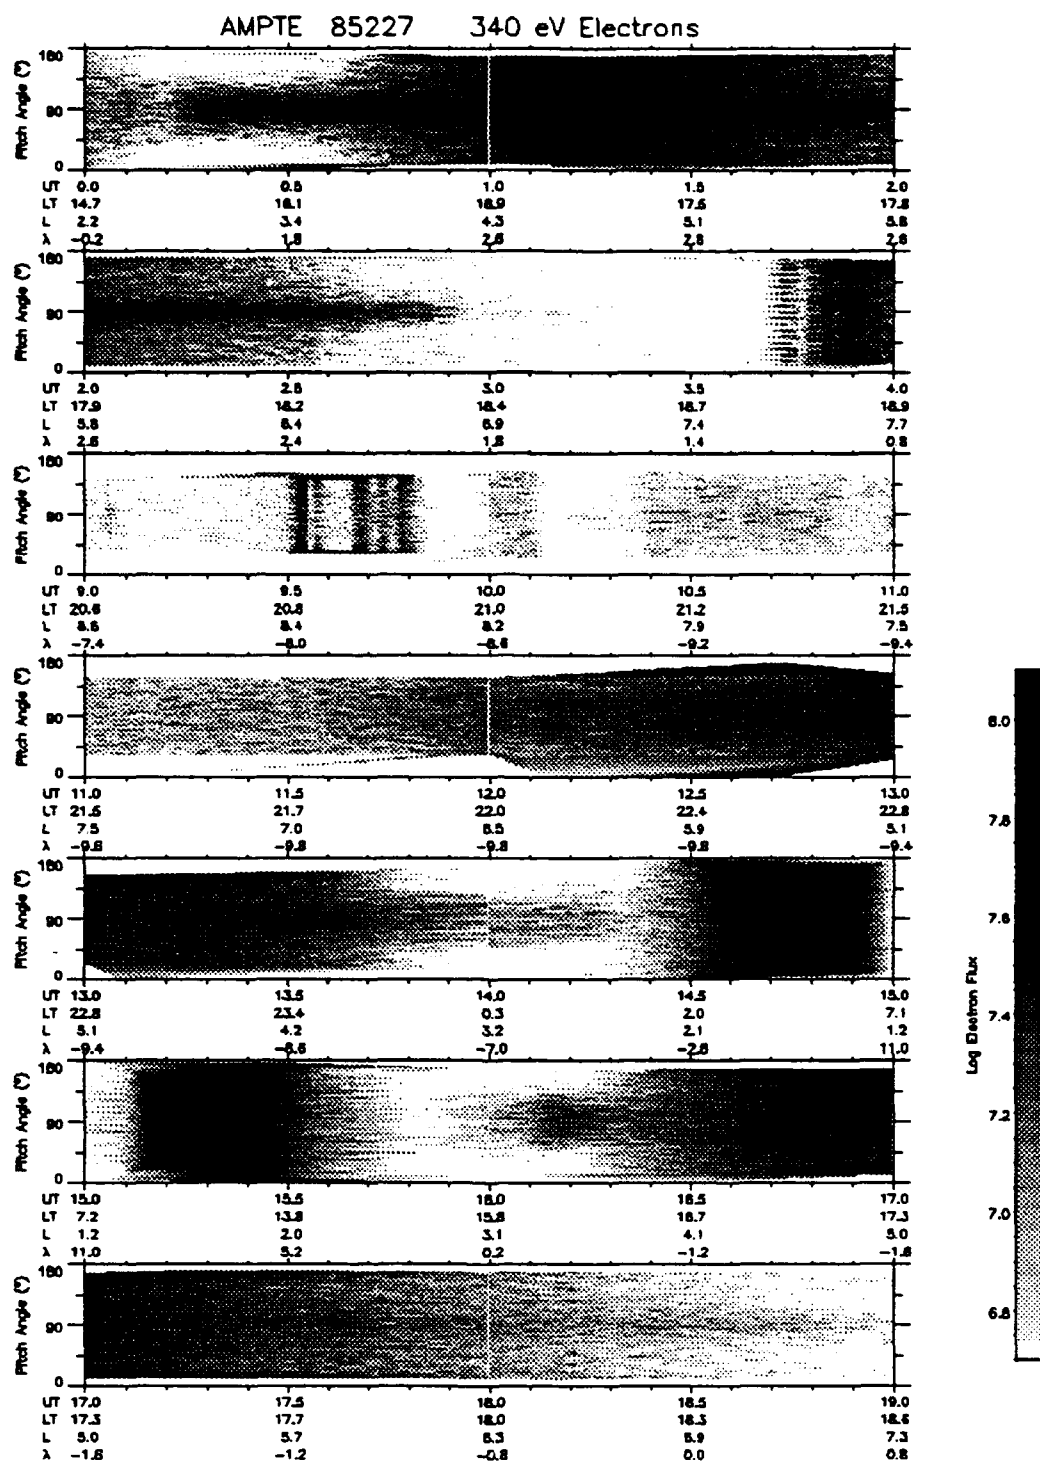 AMPTE 85227 340 eV Electrons
180
Pitch Angle (°)
90
0
UT 0.0 0.5 1.0 1.5 2.0
LT 14.7 16.1 16.9 17.5 17.8
L 2.2 3.4 4.3 5.1 5.8
λ -0.2 1.8 2.6 2.8 2.6
180
Pitch Angle (°)
90
0
UT 2.0 2.5 3.0 3.5 4.0
LT 17.9 18.2 18.4 18.7 18.9
L 5.8 6.4 6.9 7.4 7.7
λ 2.6 2.4 1.8 1.4 0.8
180
Pitch Angle (°)
90
0
UT 9.0 9.5 10.0 10.5 11.0
LT 20.6 20.8 21.0 21.2 21.5
L 8.6 8.4 8.2 7.9 7.5
λ -7.4 -8.0 -8.6 -9.2 -9.4
180
Pitch Angle (°)
90
0
UT 11.0 11.5 12.0 12.5 13.0
LT 21.5 21.7 22.0 22.4 22.8
L 7.5 7.0 6.5 5.9 5.1
λ -9.6 -9.8 -9.8 -9.8 -9.4
180
Pitch Angle (°)
90
0
UT 13.0 13.5 14.0 14.5 15.0
LT 22.8 23.4 0.3 2.0 7.1
L 5.1 4.2 3.2 2.1 1.2
λ -9.4 -8.6 -7.0 -2.6 11.0
180
Pitch Angle (°)
90
0
UT 15.0 15.5 16.0 16.5 17.0
LT 7.2 13.8 15.8 16.7 17.3
L 1.2 2.0 3.1 4.1 5.0
λ 11.0 5.2 0.2 -1.2 -1.6
180
Pitch Angle (°)
90
0
UT 17.0 17.5 18.0 18.5 19.0
LT 17.3 17.7 18.0 18.3 18.6
L 5.0 5.7 6.3 6.9 7.3
λ -1.6 -1.2 -0.8 0.0 0.8
Log Electron Flux
8.0
7.8
7.6
7.4
7.2
7.0
6.8